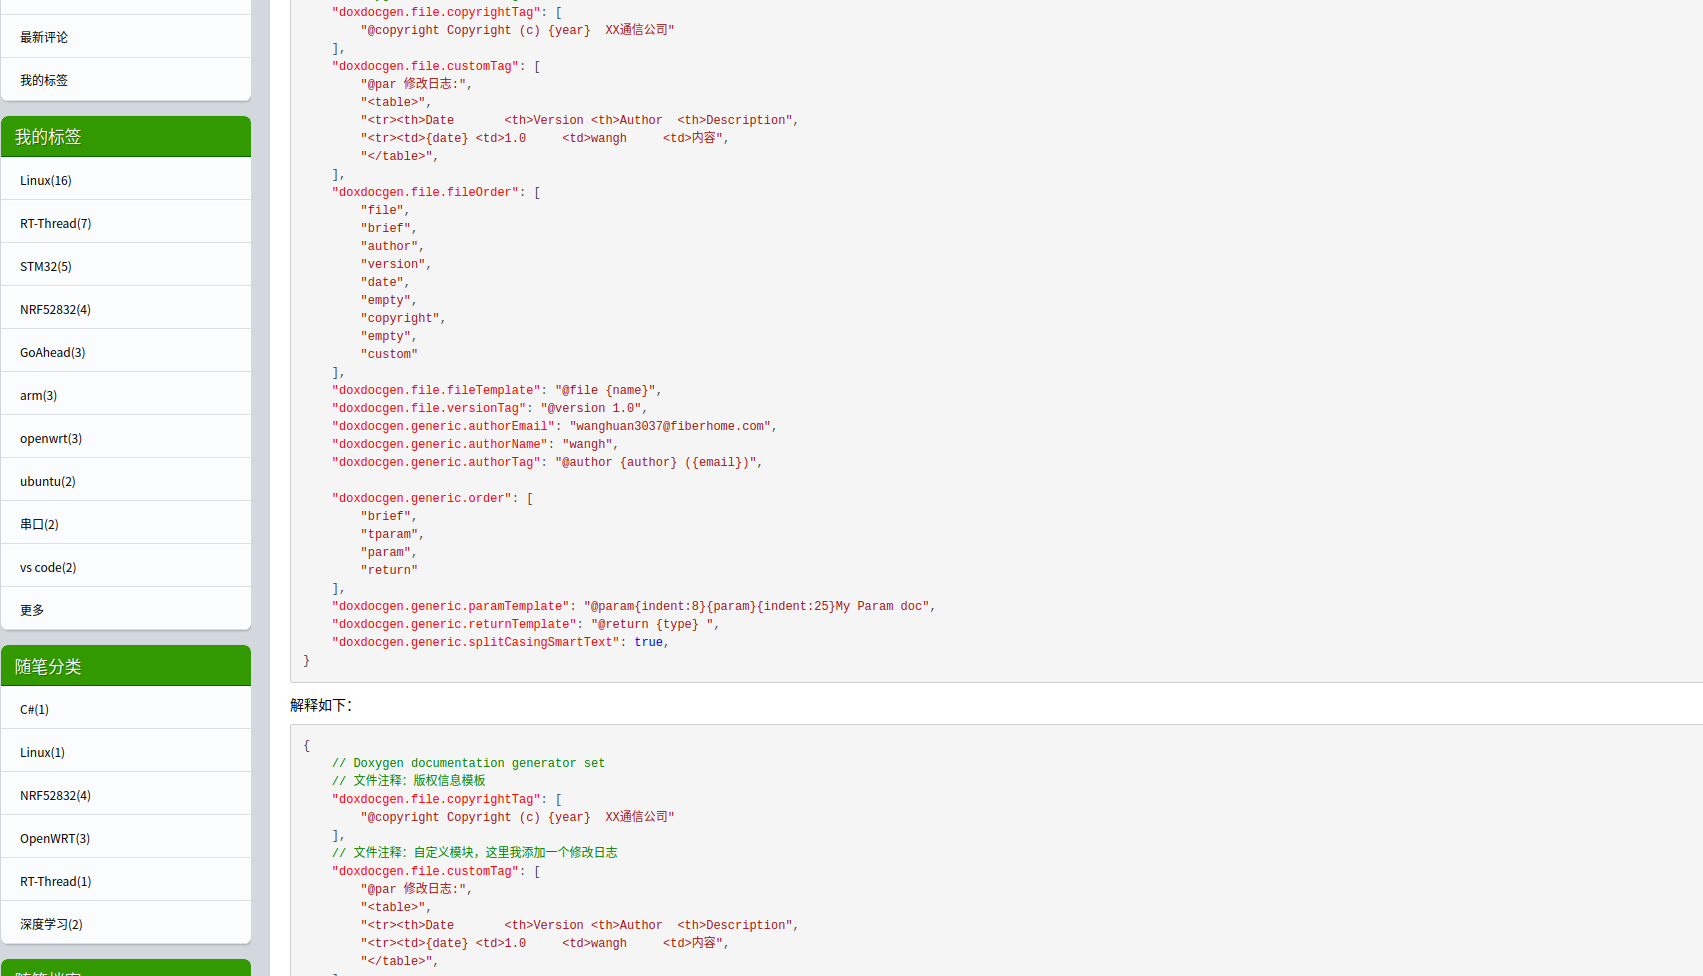 最新评论
我的标签
我的标签
Linux(16)
RT-Thread(7)
STM32(5)
NRF52832(4)
GoAhead(3)
arm(3)
openwrt(3)
ubuntu(2)
串口(2)
vs code(2)
更多
随笔分类
C#(1)
Linux(1)
NRF52832(4)
OpenWRT(3)
RT-Thread(1)
深度学习(2)
"doxdocgen.file.copyrightTag": [
"@copyright Copyright (c) {year}  XX通信公司"
],
"doxdocgen.file.customTag": [
"@par 修改日志:",
"<table>",
"<tr><th>Date       <th>Version <th>Author  <th>Description",
"<tr><td>{date} <td>1.0     <td>wangh     <td>内容",
"</table>",
],
"doxdocgen.file.fileOrder": [
"file",
"brief",
"author",
"version",
"date",
"empty",
"copyright",
"empty",
"custom"
],
"doxdocgen.file.fileTemplate": "@file {name}",
"doxdocgen.file.versionTag": "@version 1.0",
"doxdocgen.generic.authorEmail": "wanghuan3037@fiberhome.com",
"doxdocgen.generic.authorName": "wangh",
"doxdocgen.generic.authorTag": "@author {author} ({email})",
"doxdocgen.generic.order": [
"brief",
"tparam",
"param",
"return"
],
"doxdocgen.generic.paramTemplate": "@param{indent:8}{param}{indent:25}My Param doc",
"doxdocgen.generic.returnTemplate": "@return {type} ",
"doxdocgen.generic.splitCasingSmartText": true,
}
解释如下：
{
// Doxygen documentation generator set
// 文件注释：版权信息模板
"doxdocgen.file.copyrightTag": [
"@copyright Copyright (c) {year}  XX通信公司"
],
// 文件注释：自定义模块，这里我添加一个修改日志
"doxdocgen.file.customTag": [
"@par 修改日志:",
"<table>",
"<tr><th>Date       <th>Version <th>Author  <th>Description",
"<tr><td>{date} <td>1.0     <td>wangh     <td>内容",
"</table>",